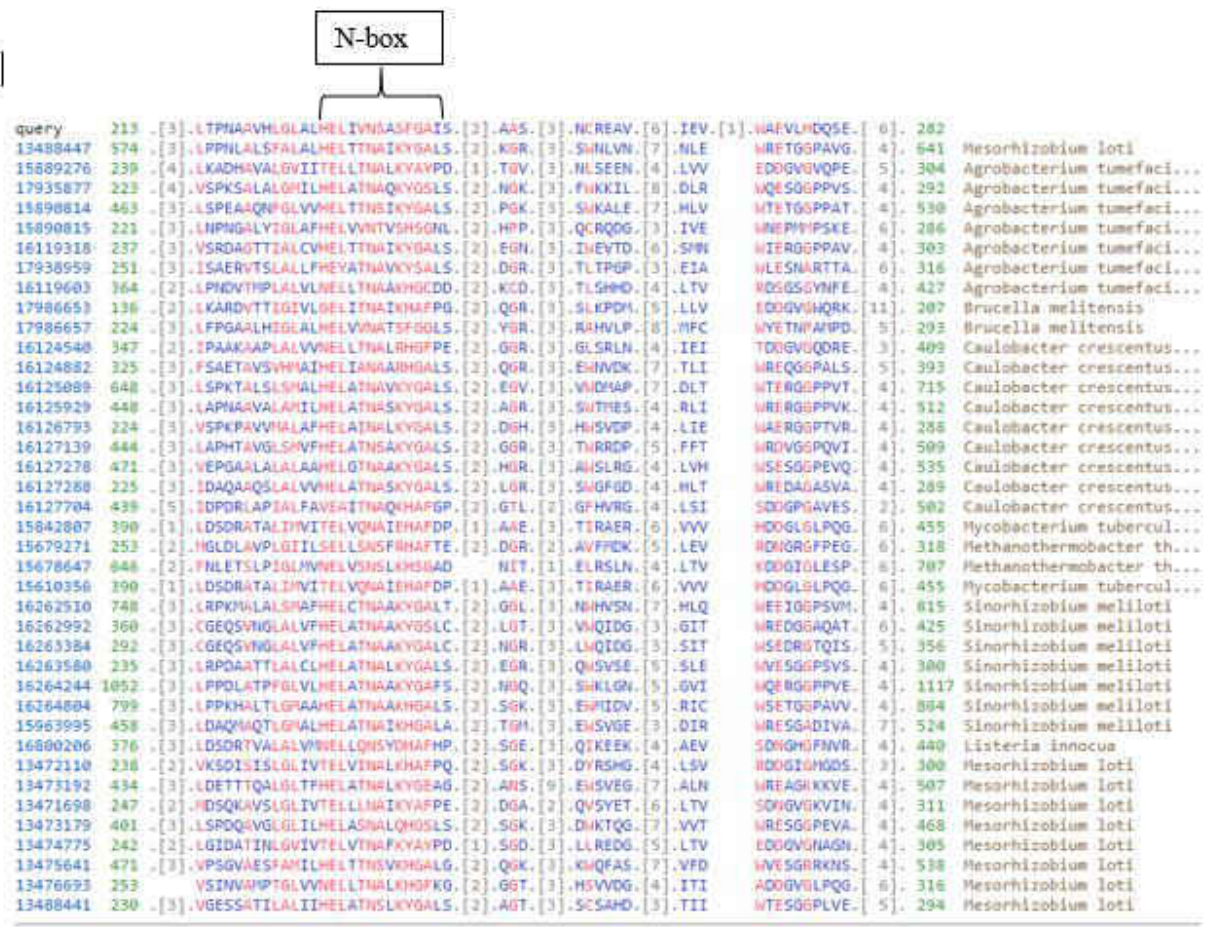 N-box
query 213 .[3].LTPNAAVHLGLALHELIVNSASFGAIS.[2].AAS.[3].NCREAV.[6].IEV.[1].WAEVLHDQSE.[ 6]. 282
13488447 574 .[3].LPPNLALSFALALHELTTNAIKYGALS.[2].KGR.[3].SWNLVN.[7].NLE WRETGGPAVG.[ 4]. 641 Mesorhizobium loti
15889276 239 .[4].LKADHAVALGVIITELLTNALKYAYPD.[1].TGV.[3].NLSEEN.[4].LVV EDDGVGVQPE.[ 5]. 304 Agrobacterium tumefaci...
17935877 223 .[4].VSPKSALALGMILHELATNAQKYGSLS.[2].NGK.[3].FWKKIL.[8].DLR WQESGGPPVS.[ 4]. 292 Agrobacterium tumefaci...
15890814 463 .[3].LSPEAAQNFGLVVHELTTNSIKYGALS.[2].PGK.[3].SWKALE.[7].HLV WTETGGPPAT.[ 4]. 530 Agrobacterium tumefaci...
15890815 221 .[3].LNPNGALYIGLAFHELVVNTVSHSGNL.[2].HPP.[3].QCRQDG.[3].IVE WNEPMMPSKE.[ 6]. 286 Agrobacterium tumefaci...
16119318 237 .[3].VSRDAGTTIALCVHELTTNAIKYGALS.[2].EGN.[3].IWEVTD.[6].SMN WIERGGPPAV.[ 4]. 303 Agrobacterium tumefaci...
17938959 251 .[3].ISAERVTSLALLFHEYATNAVKYSALS.[2].DGR.[3].TLTPGP.[3].EIA WLESNARTTA.[ 6]. 316 Agrobacterium tumefaci...
16119603 364 .[2].LPNDVTMPLALVLRNELLTNAAKHGCDD.[2].KCD.[3].TLSHHD.[4].LTV RDSGSGYNFE.[ 4]. 427 Agrobacterium tumefaci...
17986653 136 .[2].LKARDVTTIGIVLGELIVNAIKHAFPG.[2].QGR.[3].SLKPDM.[5].LLV EDDGVGWQRK.[11]. 207 Brucella melitensis
17986657 224 .[3].LFPGAALHIGLALHELVVNATSFGGLS.[2].YGR.[3].RAHVLP.[8].MFC WYETNFAMPD.[ 5]. 293 Brucella melitensis
16124540 347 .[2].IPAAKAAPLALVVNELLTNALRHGFPE.[2].GGR.[3].GLSRLN.[4].IEI TDDGVGQDRE.[ 3]. 409 Caulobacter crescentus...
16124882 325 .[3].FSAETAVSVHMAIHELIANAARHGALS.[2].QGR.[3].EWNVDK.[7].TLI WREQGGPALS.[ 5]. 393 Caulobacter crescentus...
16125089 648 .[3].LSPKTALSLSMALHELATNAVKYGALS.[2].EGV.[3].VWDMAP.[7].DLT WTERGGPPVT.[ 4]. 715 Caulobacter crescentus...
16125929 448 .[3].LAPNAAVALAMILHELATNASKYGALS.[2].AGR.[3].SWTMES.[4].RLI WRERGGPPVK.[ 4]. 512 Caulobacter crescentus...
16126793 224 .[3].VSPKPAVVMALAFHELATNALKYGALS.[2].DGH.[3].HWSVDP.[4].LIE WAERGGPTVR.[ 4]. 288 Caulobacter crescentus...
16127139 444 .[3].LAPHTAVGLSMVFHELATNASKYGALS.[2].GGR.[3].TWRRDP.[5].FFT WRDVGGPQVI.[ 4]. 509 Caulobacter crescentus...
16127278 471 .[3].VEPGAALALALAAHELGTNAAKYGALS.[2].HGR.[3].AWSLRG.[4].LVM WSESGGPEVQ.[ 4]. 535 Caulobacter crescentus...
16127288 225 .[3].IDAQAAQSLALVVHELATNASKYGALS.[2].LGR.[3].SWGFGD.[4].HLT WREDAGASVA.[ 4]. 289 Caulobacter crescentus...
16127704 439 .[5].IDPDRLAPIALFAVEAITNAQKHAFGP.[2].GTL.[2].GFHVRG.[4].LSI SDDGPGAVES.[ 2]. 502 Caulobacter crescentus...
15842807 390 .[1].LDSDRATALIMVITELVQNAIEHAFDP.[1].AAE.[3].TIRAER.[6].VVV HDDGLGLPQG.[ 6]. 455 Mycobacterium tubercul...
15679271 253 .[2].MGLDLAVPLGIILSELLSNSFRHAFTE.[2].DGR.[2].AVFMDK.[5].LEV RDNGRGFPEG.[ 6]. 318 Methanothermobacter th...
15678647 646 .[2].FNLETSLPIGLMVNELVSNSLKHSGAD NIT.[1].ELRSLN.[4].LTV KDDGIGLESP.[ 6]. 707 Methanothermobacter th...
15610356 390 .[1].LDSDRATALIMVITELVQNAIEHAFDP.[1].AAE.[3].TIRAER.[6].VVV MDDGLGLPQG.[ 6]. 455 Mycobacterium tubercul...
16262510 748 .[3].LRPKMALALSMAFHELCTNAAKYGALT.[2].GGL.[3].NWHVSN.[7].HLQ WEEIGGPSVM.[ 4]. 815 Sinorhizobium meliloti
16262992 360 .[3].CGEQSVNGLALVFHELATNAAKYGSLC.[2].LGT.[3].VWQIDG.[3].GIT WREDGGAQAT.[ 6]. 425 Sinorhizobium meliloti
16263384 292 .[3].CGEQSVNGLALVFHELATNAAKYGALC.[2].NGR.[3].LWQIDG.[3].SIT WSEDRGTQIS.[ 5]. 356 Sinorhizobium meliloti
16263580 235 .[3].LRPDAATTLALCLHELATNALKYGALS.[2].EGR.[3].QWSVSE.[5].SLE WVESGGPSVS.[ 4]. 300 Sinorhizobium meliloti
16264244 1052 .[3].LPPDLATPFGLVLHELATNAAKYGAFS.[2].NGQ.[3].SWKLGN.[5].GVI WQERGGPPVE.[ 4]. 1117 Sinorhizobium meliloti
16264804 799 .[3].LPPKHALTLGMAAHELATNAAKYGALS.[2].SGK.[3].EWMIDV.[5].RIC WSETGGPAVV.[ 4]. 864 Sinorhizobium meliloti
15963995 458 .[3].LDAQMAQTLGMALHELATNAIKHGALA.[2].TGM.[3].EWSVGE.[3].DIR WRESGADIVA.[ 7]. 524 Sinorhizobium meliloti
16800206 376 .[3].LDSDRTVALALVMNELLQNSYDHAFHP.[2].SGE.[3].QIKEEK.[4].AEV SDNGHGFNVR.[ 4]. 440 Listeria innocua
13472110 238 .[2].VKSDISISLGLIVTELVINALKHAFPQ.[2].SGK.[3].DYRSHG.[4].LSV RDDGIGMGDS.[ 3]. 300 Mesorhizobium loti
13473192 434 .[3].LDETTTQALGLTFHELATNAIKYGEAG.[2].ANS.[9].EWSVEG.[7].ALN WREAGKKKVE.[ 4]. 507 Mesorhizobium loti
13471698 247 .[2].MDSQKAVSLGLIVTELLLNAIKYAFPE.[2].DGA.[2].QVSYET.[6].LTV SDNGVGKVIN.[ 4]. 311 Mesorhizobium loti
13473179 401 .[3].LSPDQAVGLGLILHELASNALQHGSLS.[2].SGK.[3].DWKTQG.[7].VVT WRESGGPEVA.[ 4]. 468 Mesorhizobium loti
13474775 242 .[2].LGIDATINLGVIVTELVTNAFKYAYPD.[1].SGD.[3].LLREDG.[5].LTV EDDGVGNAGN.[ 4]. 305 Mesorhizobium loti
13475641 471 .[3].VPSGVAESFAMILHELTTNSVKHGALG.[2].QGK.[3].KWQFAS.[7].VFD WVESGRRKNS.[ 4]. 538 Mesorhizobium loti
13476693 253 VSINVAMPTGLVVNELLTNALKHGFKG.[2].GGT.[3].HSVVDG.[4].ITI ADDGVGLPQG.[ 6]. 316 Mesorhizobium loti
13488441 230 .[3].VGESSATILALIIHELATNSLKYGALS.[2].AGT.[3].SCSAHD.[3].TII WTESGGPLVE.[ 5]. 294 Mesorhizobium loti